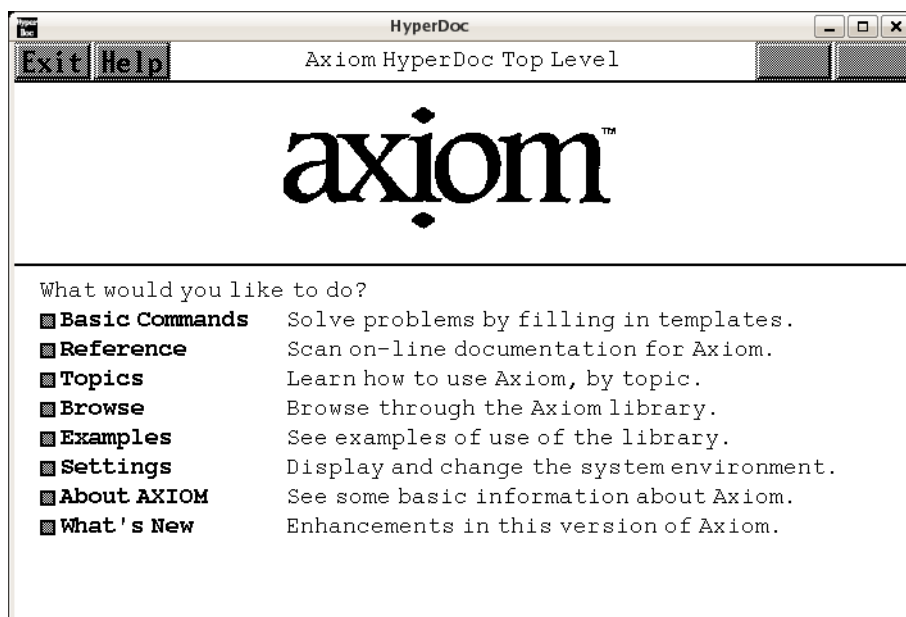 Hyper Doc
HyperDoc
Exit Help Axiom HyperDoc Top Level
axiom™
What would you like to do?
Basic Commands Solve problems by filling in templates.
Reference Scan on-line documentation for Axiom.
Topics Learn how to use Axiom, by topic.
Browse Browse through the Axiom library.
Examples See examples of use of the library.
Settings Display and change the system environment.
About AXIOM See some basic information about Axiom.
What's New Enhancements in this version of Axiom.